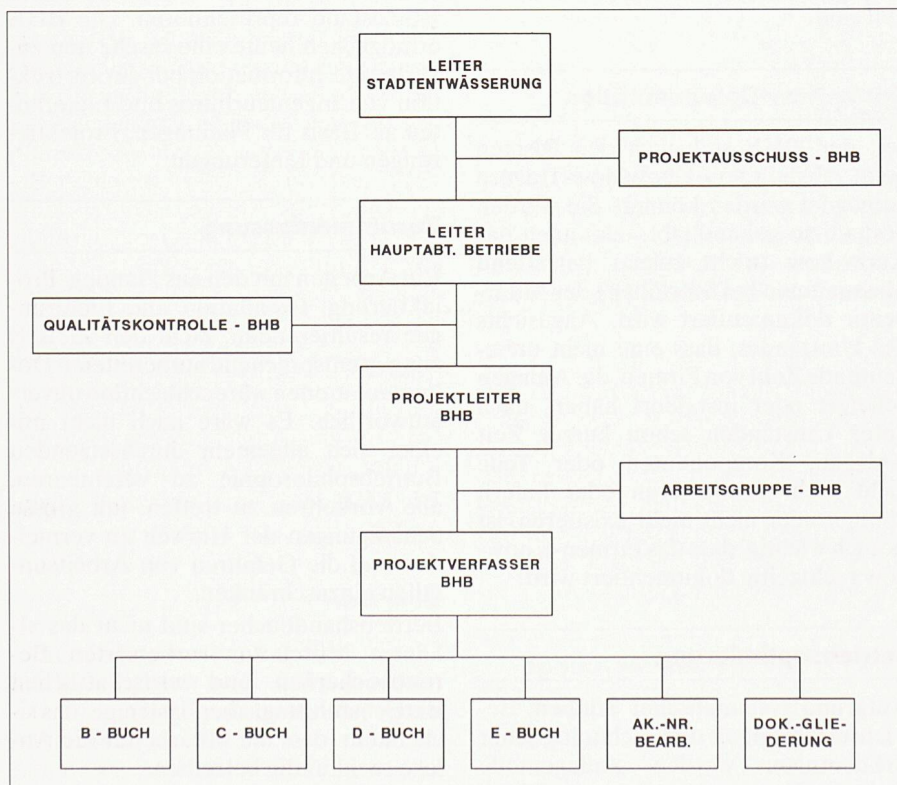 LEITER
STADTENTWÄSSERUNG
PROJEKTAUSSCHUSS - BHB
LEITER
HAUPTABT. BETRIEBE
QUALITÄTSKONTROLLE - BHB
PROJEKTLEITER
BHB
ARBEITSGRUPPE - BHB
PROJEKTVERFASSER
BHB
B - BUCH
C - BUCH
D - BUCH
E - BUCH
AK.-NR.
BEARB.
DOK.-GLIE-
DERUNG